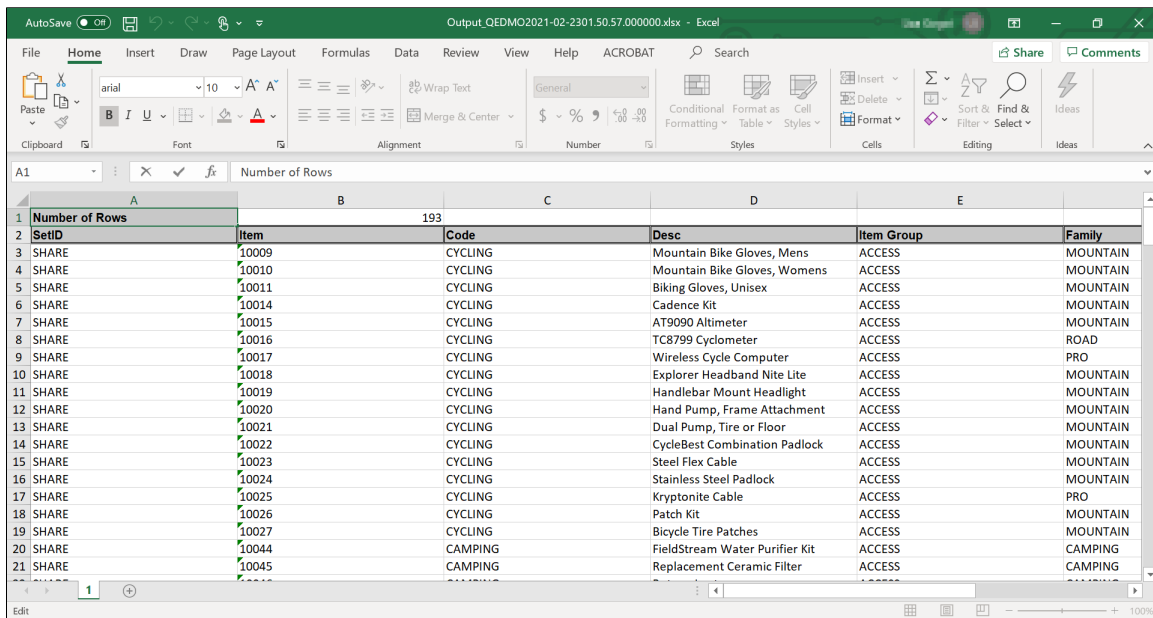 AutoSave Off Output_QEDMO2021-02-2301.50.57.000000.xlsx - Excel
File Home Insert Draw Page Layout Formulas Data Review View Help ACROBAT Search Share Comments
Paste arial 10 A A Wrap Text General Insert Σ
B I U A Merge & Center $ % 9 Conditional Formatting Format as Table Cell Styles Delete Format Sort & Filter Find & Select Ideas
Clipboard Font Alignment Number Styles Cells Editing Ideas
A1 fx Number of Rows
A B C D E
1 Number of Rows 193
2 SetID Item Code Desc Item Group Family
3 SHARE 10009 CYCLING Mountain Bike Gloves, Mens ACCESS MOUNTAIN
4 SHARE 10010 CYCLING Mountain Bike Gloves, Womens ACCESS MOUNTAIN
5 SHARE 10011 CYCLING Biking Gloves, Unisex ACCESS MOUNTAIN
6 SHARE 10014 CYCLING Cadence Kit ACCESS MOUNTAIN
7 SHARE 10015 CYCLING AT9090 Altimeter ACCESS MOUNTAIN
8 SHARE 10016 CYCLING TC8799 Cyclometer ACCESS ROAD
9 SHARE 10017 CYCLING Wireless Cycle Computer ACCESS PRO
10 SHARE 10018 CYCLING Explorer Headband Nite Lite ACCESS MOUNTAIN
11 SHARE 10019 CYCLING Handlebar Mount Headlight ACCESS MOUNTAIN
12 SHARE 10020 CYCLING Hand Pump, Frame Attachment ACCESS MOUNTAIN
13 SHARE 10021 CYCLING Dual Pump, Tire or Floor ACCESS MOUNTAIN
14 SHARE 10022 CYCLING CycleBest Combination Padlock ACCESS MOUNTAIN
15 SHARE 10023 CYCLING Steel Flex Cable ACCESS MOUNTAIN
16 SHARE 10024 CYCLING Stainless Steel Padlock ACCESS MOUNTAIN
17 SHARE 10025 CYCLING Kryptonite Cable ACCESS PRO
18 SHARE 10026 CYCLING Patch Kit ACCESS MOUNTAIN
19 SHARE 10027 CYCLING Bicycle Tire Patches ACCESS MOUNTAIN
20 SHARE 10044 CAMPING FieldStream Water Purifier Kit ACCESS CAMPING
21 SHARE 10045 CAMPING Replacement Ceramic Filter ACCESS CAMPING
1
Edit 100%